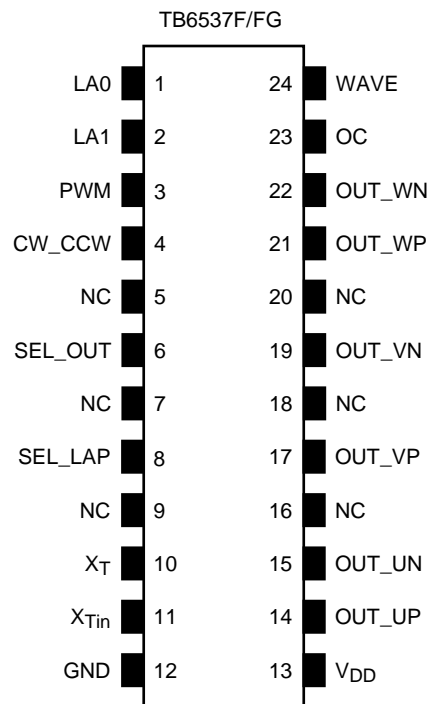 TB6537F/FG
LA0 1 24 WAVE
LA1 2 23 OC
PWM 3 22 OUT_WN
CW_CCW 4 21 OUT_WP
NC 5 20 NC
SEL_OUT 6 19 OUT_VN
NC 7 18 NC
SEL_LAP 8 17 OUT_VP
NC 9 16 NC
XT 10 15 OUT_UN
XTin 11 14 OUT_UP
GND 12 13 VDD